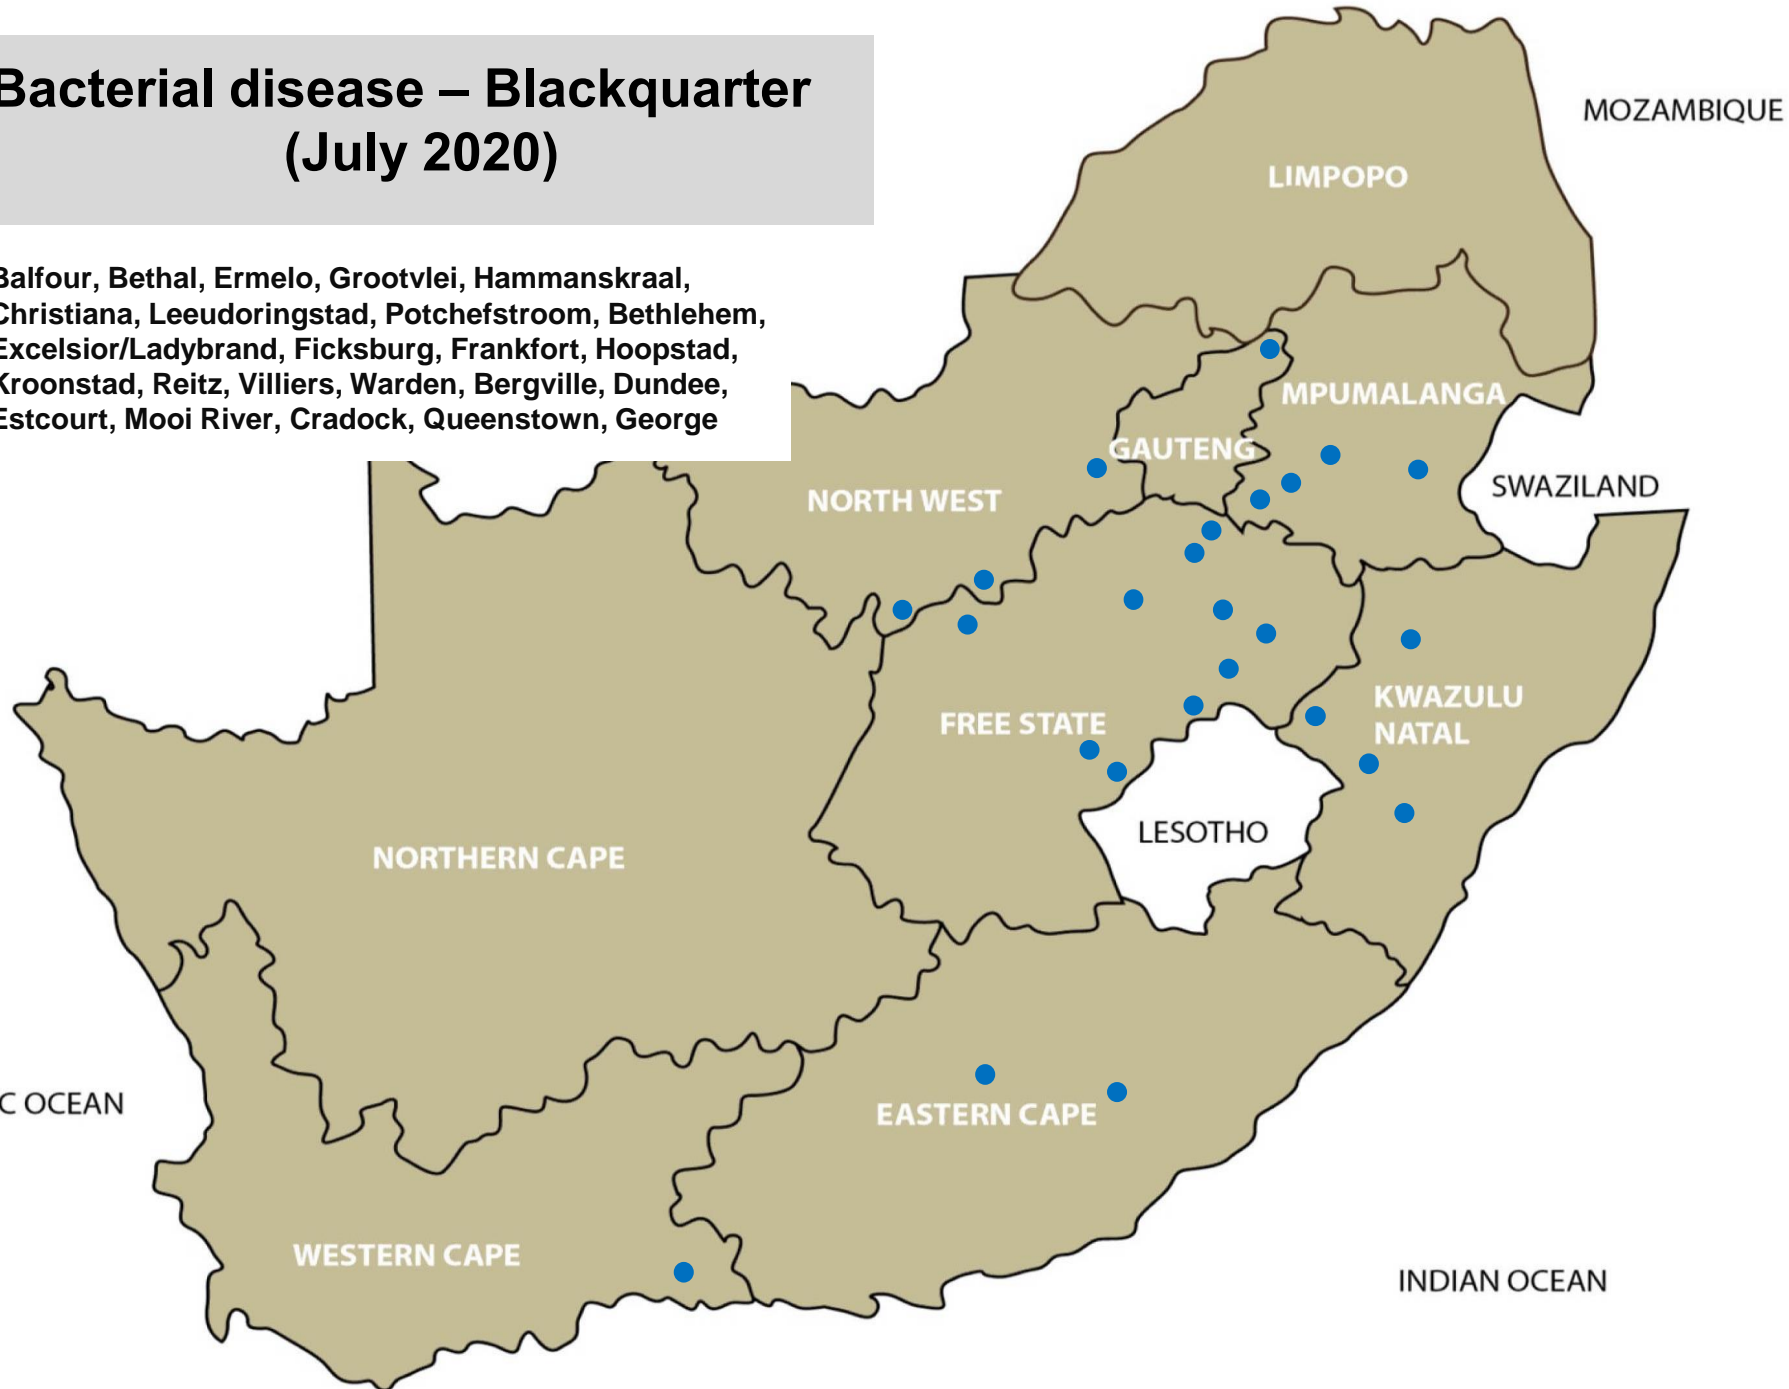 Bacterial disease – Blackquarter
(July 2020)
Balfour, Bethal, Ermelo, Grootvlei, Hammanskraal,
Christiana, Leeudoringstad, Potchefstroom, Bethlehem,
Excelsior/Ladybrand, Ficksburg, Frankfort, Hoopstad,
Kroonstad, Reitz, Villiers, Warden, Bergville, Dundee,
Estcourt, Mooi River, Cradock, Queenstown, George
MOZAMBIQUE
LIMPOPO
MPUMALANGA
GAUTENG
NORTH WEST
SWAZILAND
KWAZULU
NATAL
FREE STATE
LESOTHO
NORTHERN CAPE
C OCEAN
EASTERN CAPE
WESTERN CAPE
INDIAN OCEAN